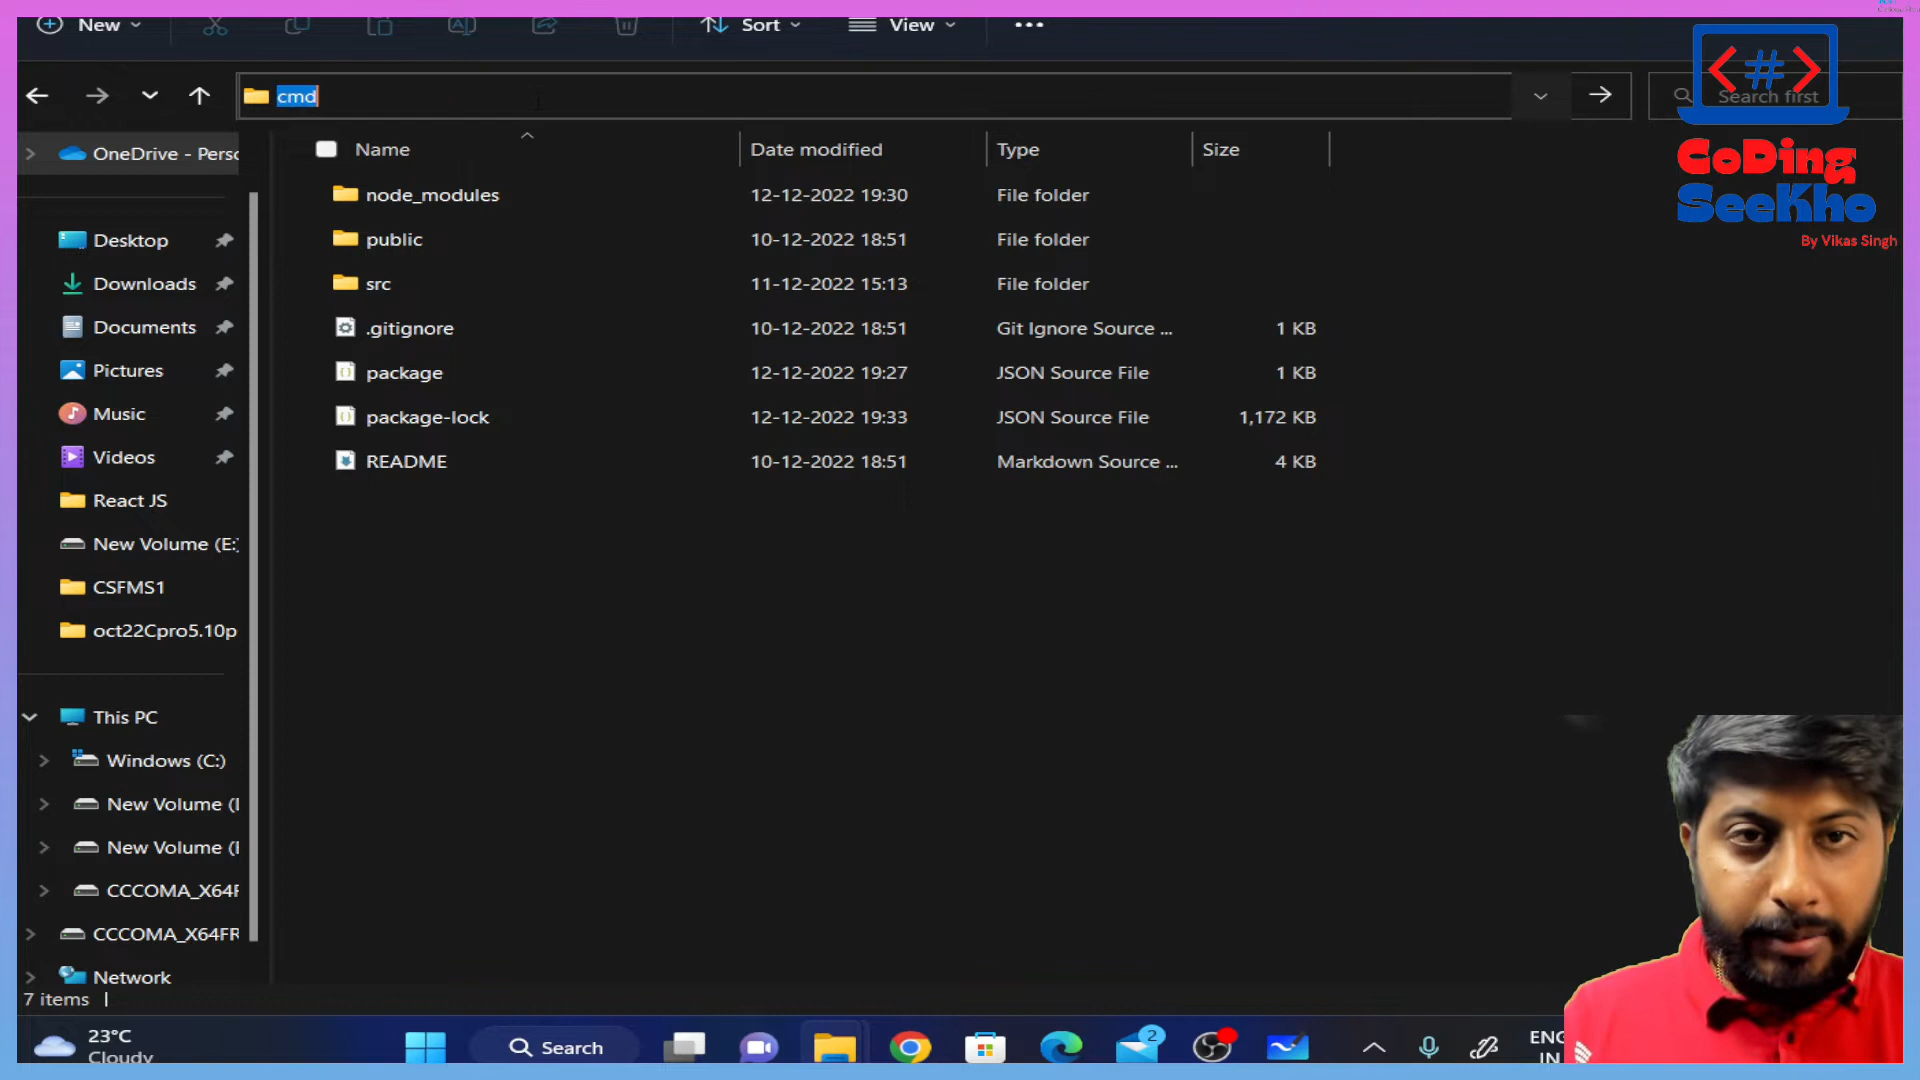 New
Sort
View
cmd
Search first
<#>
CoDing
SeeKho
By Vikas Singh
OneDrive - Perso
Desktop
Downloads
Documents
Pictures
Music
Videos
React JS
New Volume (E:)
CSFMS1
oct22Cpro5.10p
This PC
Windows (C:)
New Volume (
New Volume (
CCCOMA_X64F
CCCOMA_X64FR
Network
Name Date modified Type Size
node_modules 12-12-2022 19:30 File folder
public 10-12-2022 18:51 File folder
src 11-12-2022 15:13 File folder
.gitignore 10-12-2022 18:51 Git Ignore Source ... 1 KB
package 12-12-2022 19:27 JSON Source File 1 KB
package-lock 12-12-2022 19:33 JSON Source File 1,172 KB
README 10-12-2022 18:51 Markdown Source ... 4 KB
7 items
23°C
Cloudy
Search
2
ENG
IN